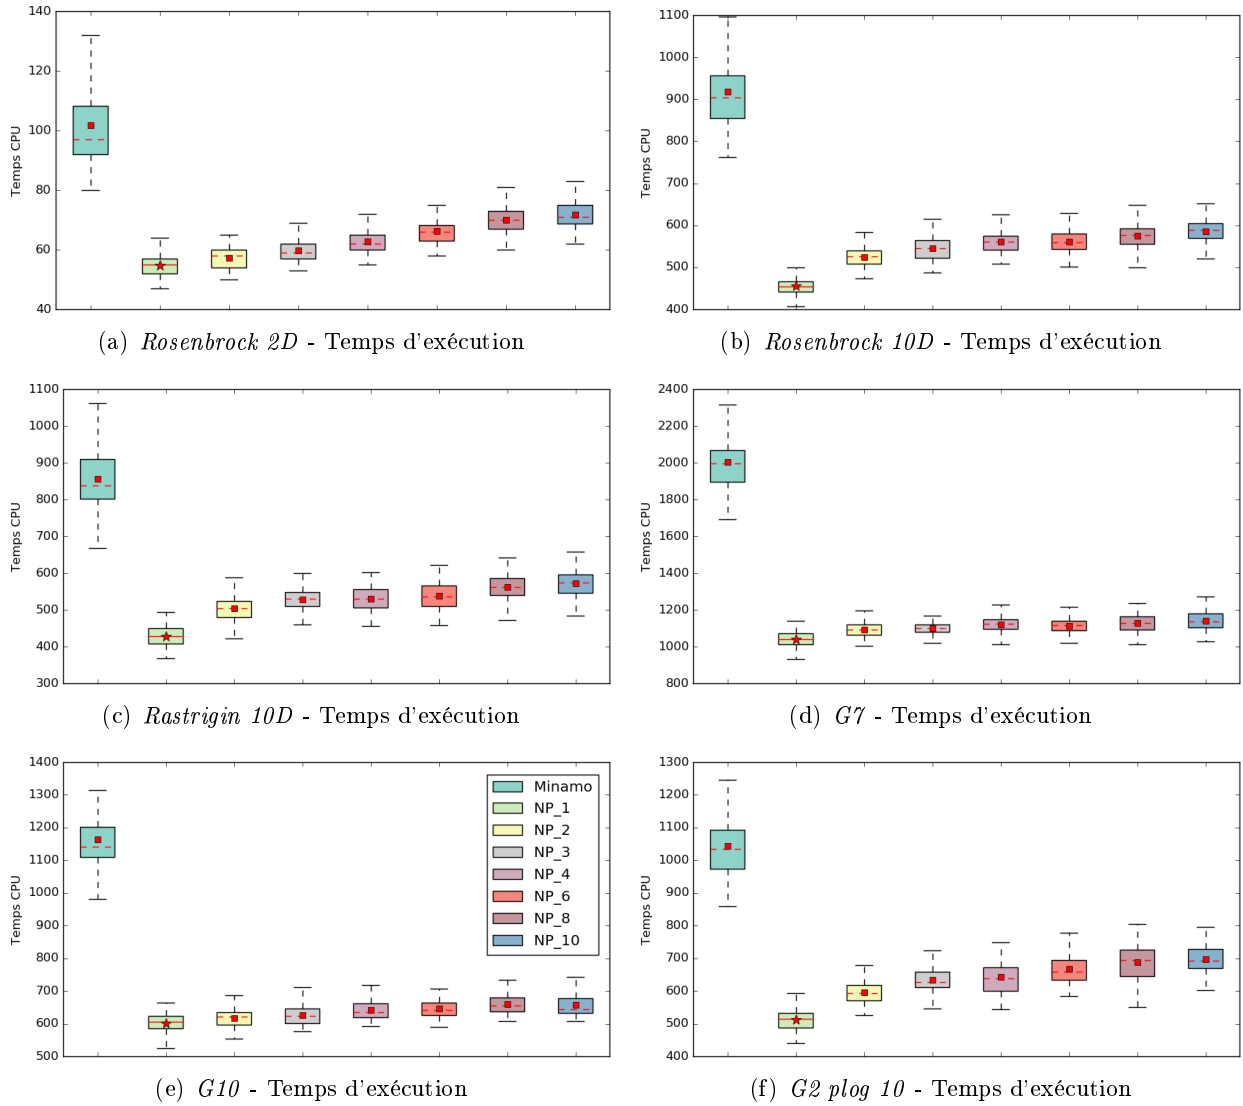 140
120
100
80
60
40
Temps CPU
(a) Rosenbrock 2D - Temps d'exécution
1100
1000
900
800
700
600
500
400
Temps CPU
(b) Rosenbrock 10D - Temps d'exécution
1100
1000
900
800
700
600
500
400
300
Temps CPU
(c) Rastrigin 10D - Temps d'exécution
2400
2200
2000
1800
1600
1400
1200
1000
800
Temps CPU
(d) G7 - Temps d'exécution
1400
1300
1200
1100
1000
900
800
700
600
500
Temps CPU
Minamo
NP_1
NP_2
NP_3
NP_4
NP_6
NP_8
NP_10
(e) G10 - Temps d'exécution
1300
1200
1100
1000
900
800
700
600
500
400
Temps CPU
(f) G2 plog 10 - Temps d'exécution